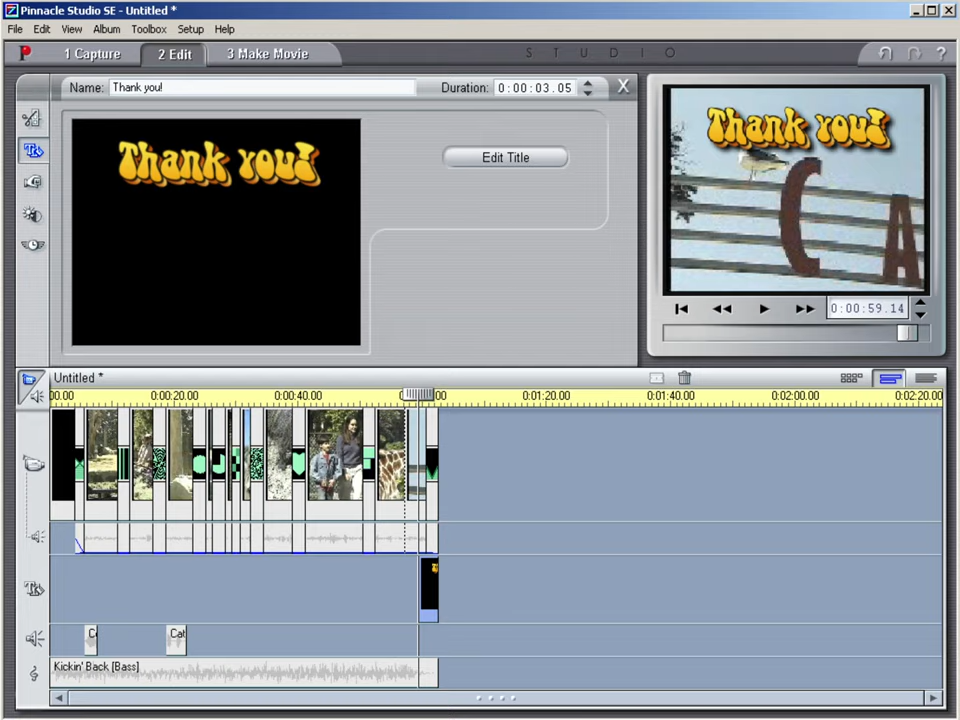 Pinnacle Studio SE - Untitled *
File Edit View Album Toolbox Setup Help
1 Capture 2 Edit 3 Make Movie STUDIO ?
Name: Thank you! Duration: 0:00:03.05 X
Thank you!
Edit Title
Thank you!
C A
0:00:59.14
Untitled *
00.00 0:00:20.00 0:00:40.00 00 0:01:20.00 0:01:40.00 0:02:00.00 0:02:20.00
Cat
Kickin' Back [Bass]